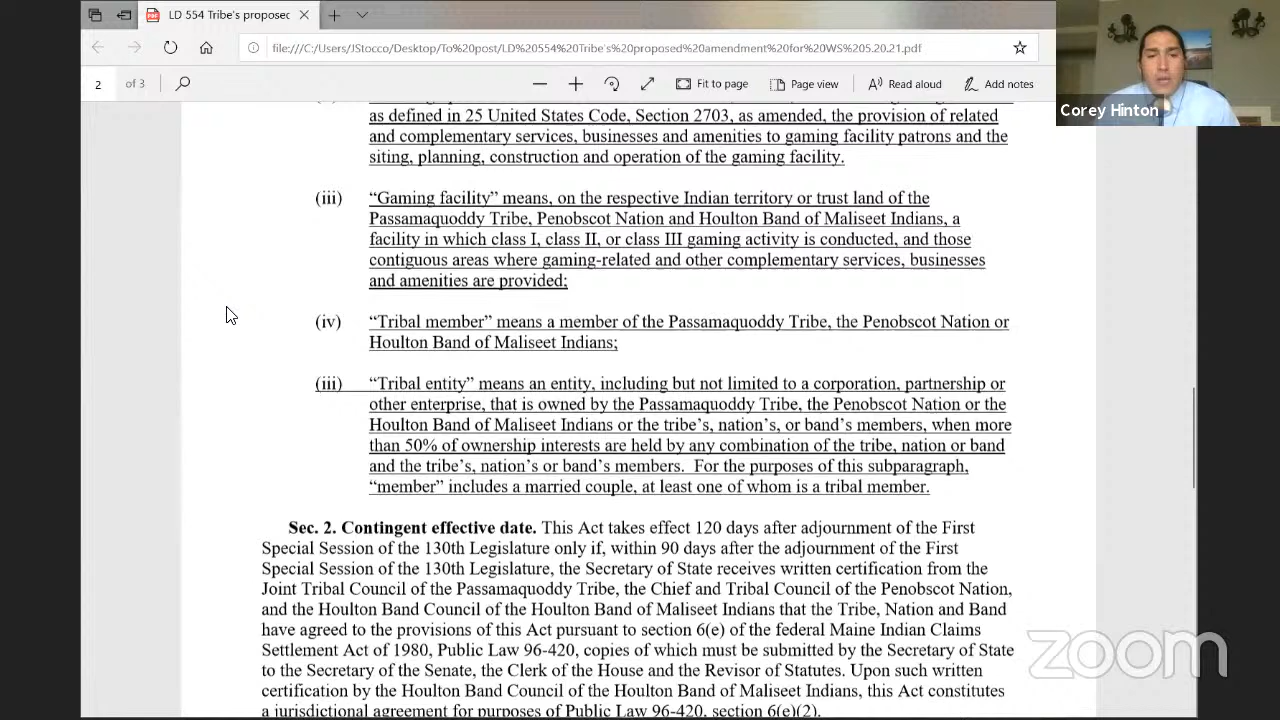 LD 554 Tribe's proposed
file:///C:/Users/JStocco/Desktop/To%20post/LD%20554%20Tribe's%20proposed%20amendment%20for%20WS%205.20.21.pdf
2 of 3
Fit to page
Page view
Read aloud
Add notes
Corey Hinton
as defined in 25 United States Code, Section 2703, as amended, the provision of related
and complementary services, businesses and amenities to gaming facility patrons and the
siting, planning, construction and operation of the gaming facility.
(iii) “Gaming facility” means, on the respective Indian territory or trust land of the
Passamaquoddy Tribe, Penobscot Nation and Houlton Band of Maliseet Indians, a
facility in which class I, class II, or class III gaming activity is conducted, and those
contiguous areas where gaming-related and other complementary services, businesses
and amenities are provided;
(iv) “Tribal member” means a member of the Passamaquoddy Tribe, the Penobscot Nation or
Houlton Band of Maliseet Indians;
(iii) “Tribal entity” means an entity, including but not limited to a corporation, partnership or
other enterprise, that is owned by the Passamaquoddy Tribe, the Penobscot Nation or the
Houlton Band of Maliseet Indians or the tribe’s, nation’s, or band’s members, when more
than 50% of ownership interests are held by any combination of the tribe, nation or band
and the tribe’s, nation’s or band’s members. For the purposes of this subparagraph,
“member” includes a married couple, at least one of whom is a tribal member.
Sec. 2. Contingent effective date. This Act takes effect 120 days after adjournment of the First
Special Session of the 130th Legislature only if, within 90 days after the adjournment of the First
Special Session of the 130th Legislature, the Secretary of State receives written certification from the
Joint Tribal Council of the Passamaquoddy Tribe, the Chief and Tribal Council of the Penobscot Nation,
and the Houlton Band Council of the Houlton Band of Maliseet Indians that the Tribe, Nation and Band
have agreed to the provisions of this Act pursuant to section 6(e) of the federal Maine Indian Claims
Settlement Act of 1980, Public Law 96-420, copies of which must be submitted by the Secretary of State
to the Secretary of the Senate, the Clerk of the House and the Revisor of Statutes. Upon such written
certification by the Houlton Band Council of the Houlton Band of Maliseet Indians, this Act constitutes
a jurisdictional agreement for purposes of Public Law 96-420, section 6(e)(2).
zoom